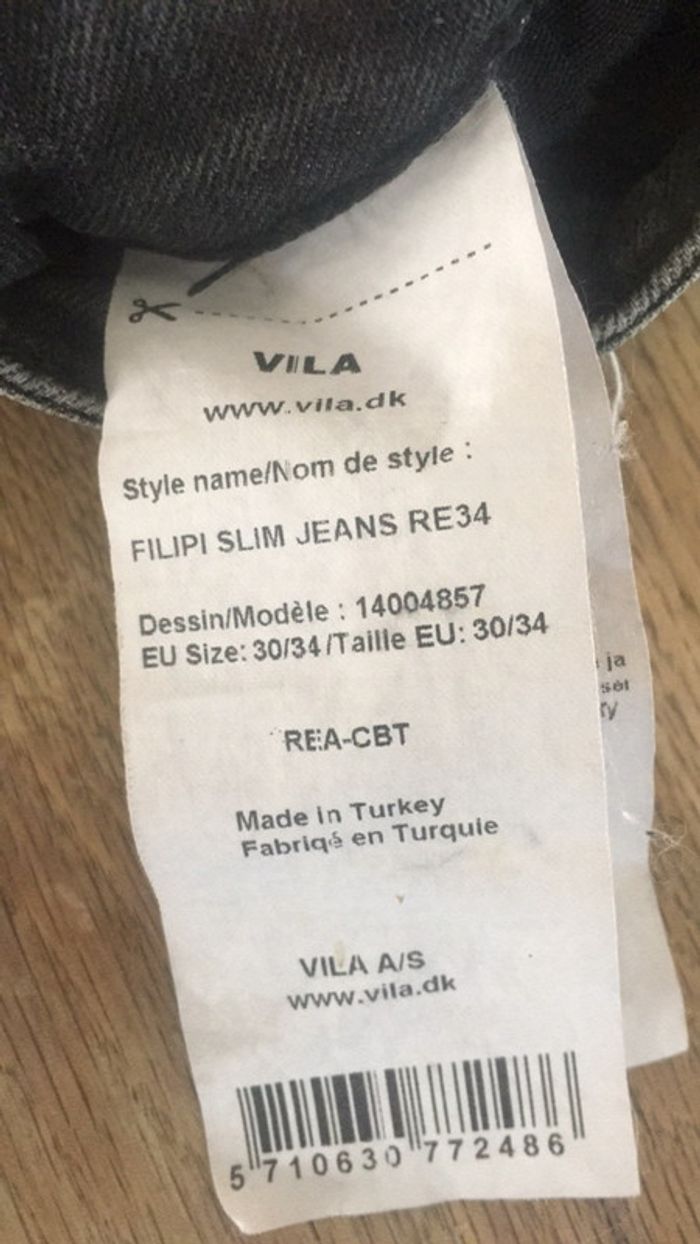 VILA
www.vila.dk
Style name/Nom de style :
FILIPI SLIM JEANS RE34
Dessin/Modèle : 14004857
EU Size: 30/34 /Taille EU: 30/34
REA-CBT
Made in Turkey
Fabriqé en Turquie
VILA A/S
www.vila.dk
5 710630 772486
ja